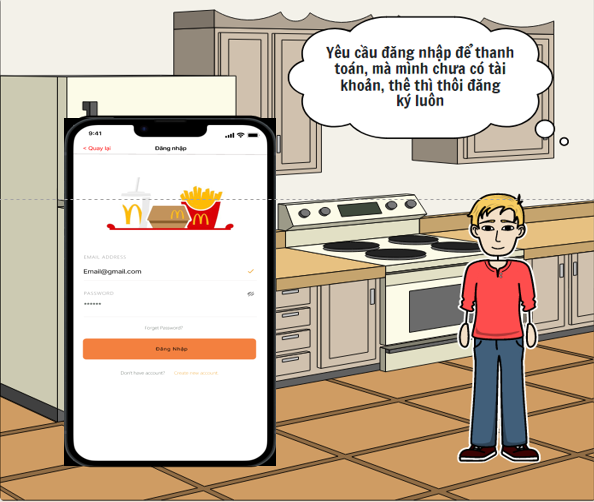 Yêu cầu đăng nhập để thanh
toán, mà mình chưa có tài
khoản, thê thì thôi đăng
ký luôn
9:41
< Quay lại
Đăng nhập
EMAIL ADDRESS
Email@gmail.com
PASSWORD
******
Forget Password?
Đăng Nhập
Don't have account? Create new account